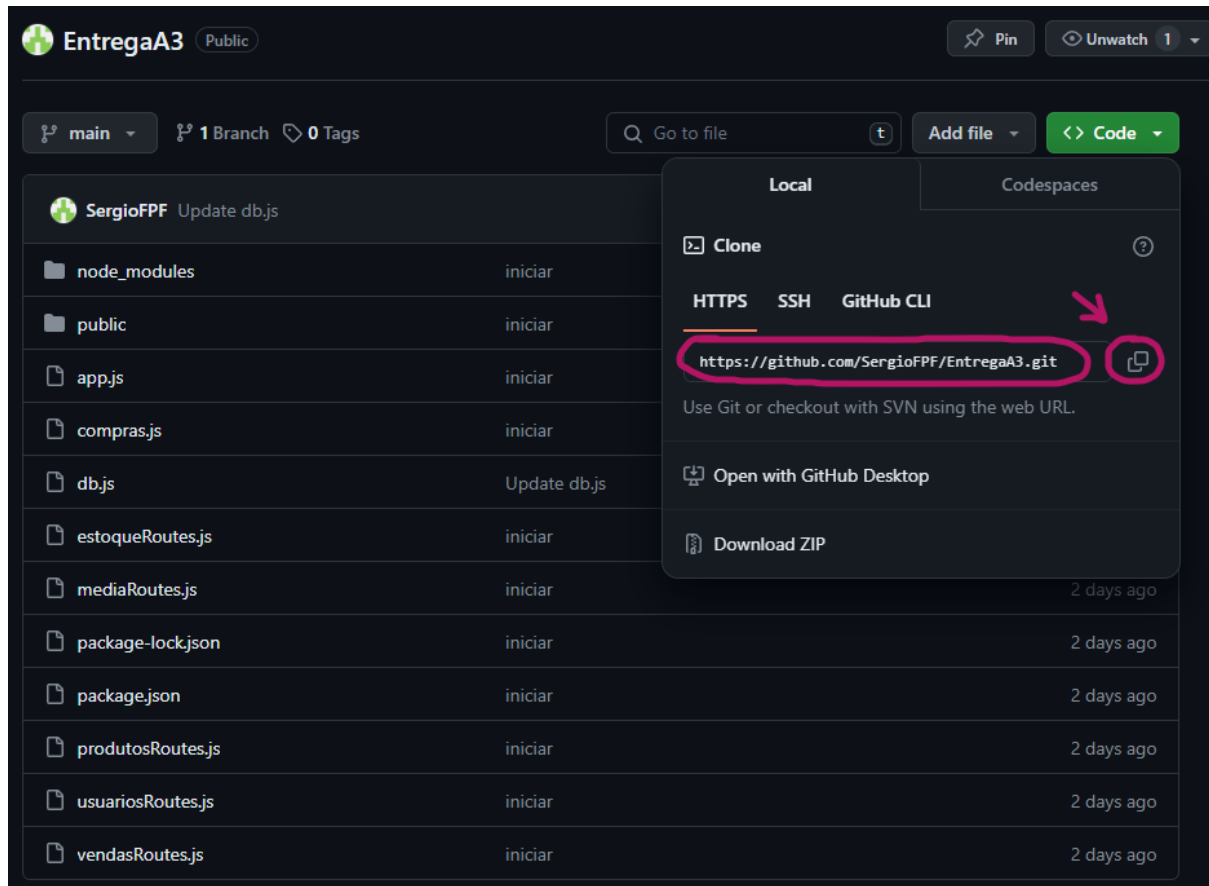 EntregaA3 Public
Pin
Unwatch 1
main
1 Branch
0 Tags
Go to file
t
Add file
<> Code
Local
Codespaces
SergioFPF Update db.js
Clone
HTTPS SSH GitHub CLI
https://github.com/SergioFPF/EntregaA3.git
Use Git or checkout with SVN using the web URL.
Open with GitHub Desktop
Download ZIP
node_modules iniciar
public iniciar
app.js iniciar
compras.js iniciar
db.js Update db.js
estoqueRoutes.js iniciar
mediaRoutes.js iniciar 2 days ago
package-lock.json iniciar 2 days ago
package.json iniciar 2 days ago
produtosRoutes.js iniciar 2 days ago
usuariosRoutes.js iniciar 2 days ago
vendasRoutes.js iniciar 2 days ago